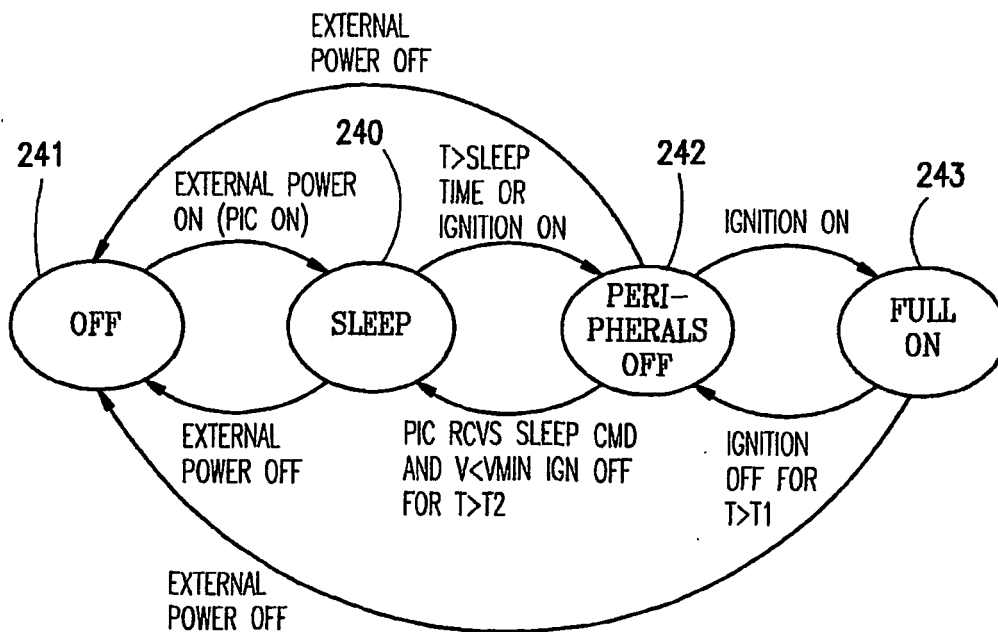 EXTERNAL
POWER OFF
241
240
242
243
EXTERNAL POWER
ON (PIC ON)
T>SLEEP
TIME OR
IGNITION ON
IGNITION ON
OFF
SLEEP
PERI-
PHERALS
OFF
FULL
ON
EXTERNAL
POWER OFF
PIC RCVS SLEEP CMD
AND V<VMIN IGN OFF
FOR T>T2
IGNITION
OFF FOR
T>T1
EXTERNAL
POWER OFF